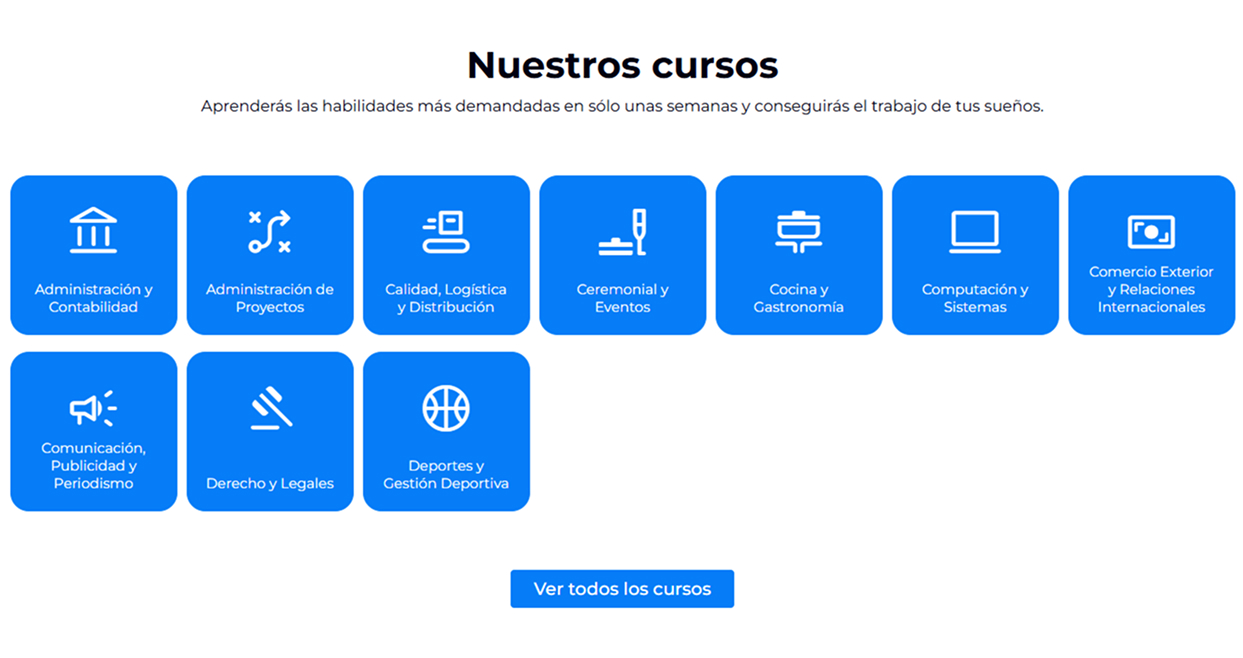 Nuestros cursos
Aprenderás las habilidades más demandadas en sólo unas semanas y conseguirás el trabajo de tus sueños.
Administración y
Contabilidad
Administración de
Proyectos
Calidad, Logística
y Distribución
Ceremonial y
Eventos
Cocina y
Gastronomía
Computación y
Sistemas
Comercio Exterior
y Relaciones
Internacionales
Comunicación,
Publicidad y
Periodismo
Derecho y Legales
Deportes y
Gestión Deportiva
Ver todos los cursos